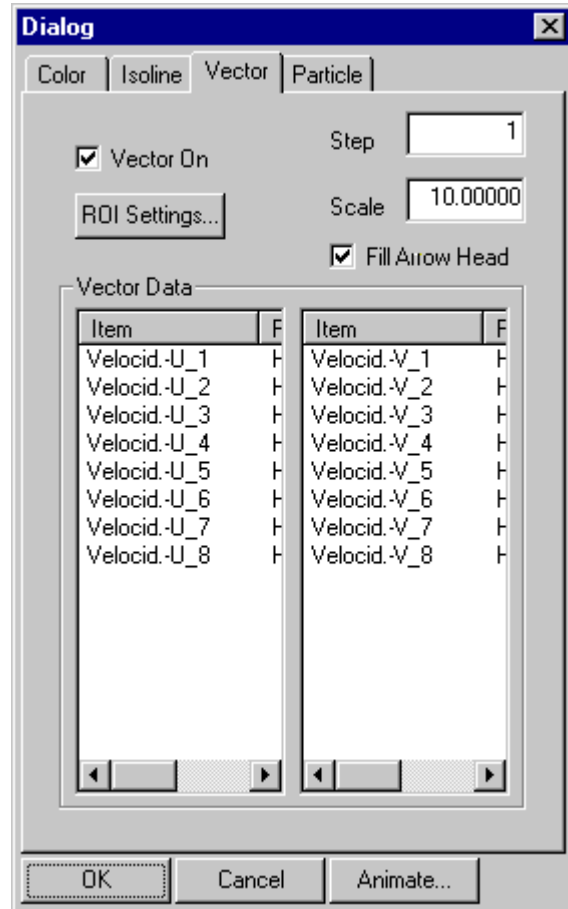 Dialog
Color Isoline Vector Particle
Vector On
Step 1
ROI Settings...
Scale 10.00000
Fill Arrow Head
Vector Data
Item F
Velocid.-U_1 H
Velocid.-U_2 H
Velocid.-U_3 H
Velocid.-U_4 H
Velocid.-U_5 H
Velocid.-U_6 H
Velocid.-U_7 H
Velocid.-U_8 H
Item F
Velocid.-V_1 H
Velocid.-V_2 H
Velocid.-V_3 H
Velocid.-V_4 H
Velocid.-V_5 H
Velocid.-V_6 H
Velocid.-V_7 H
Velocid.-V_8 H
OK Cancel Animate...